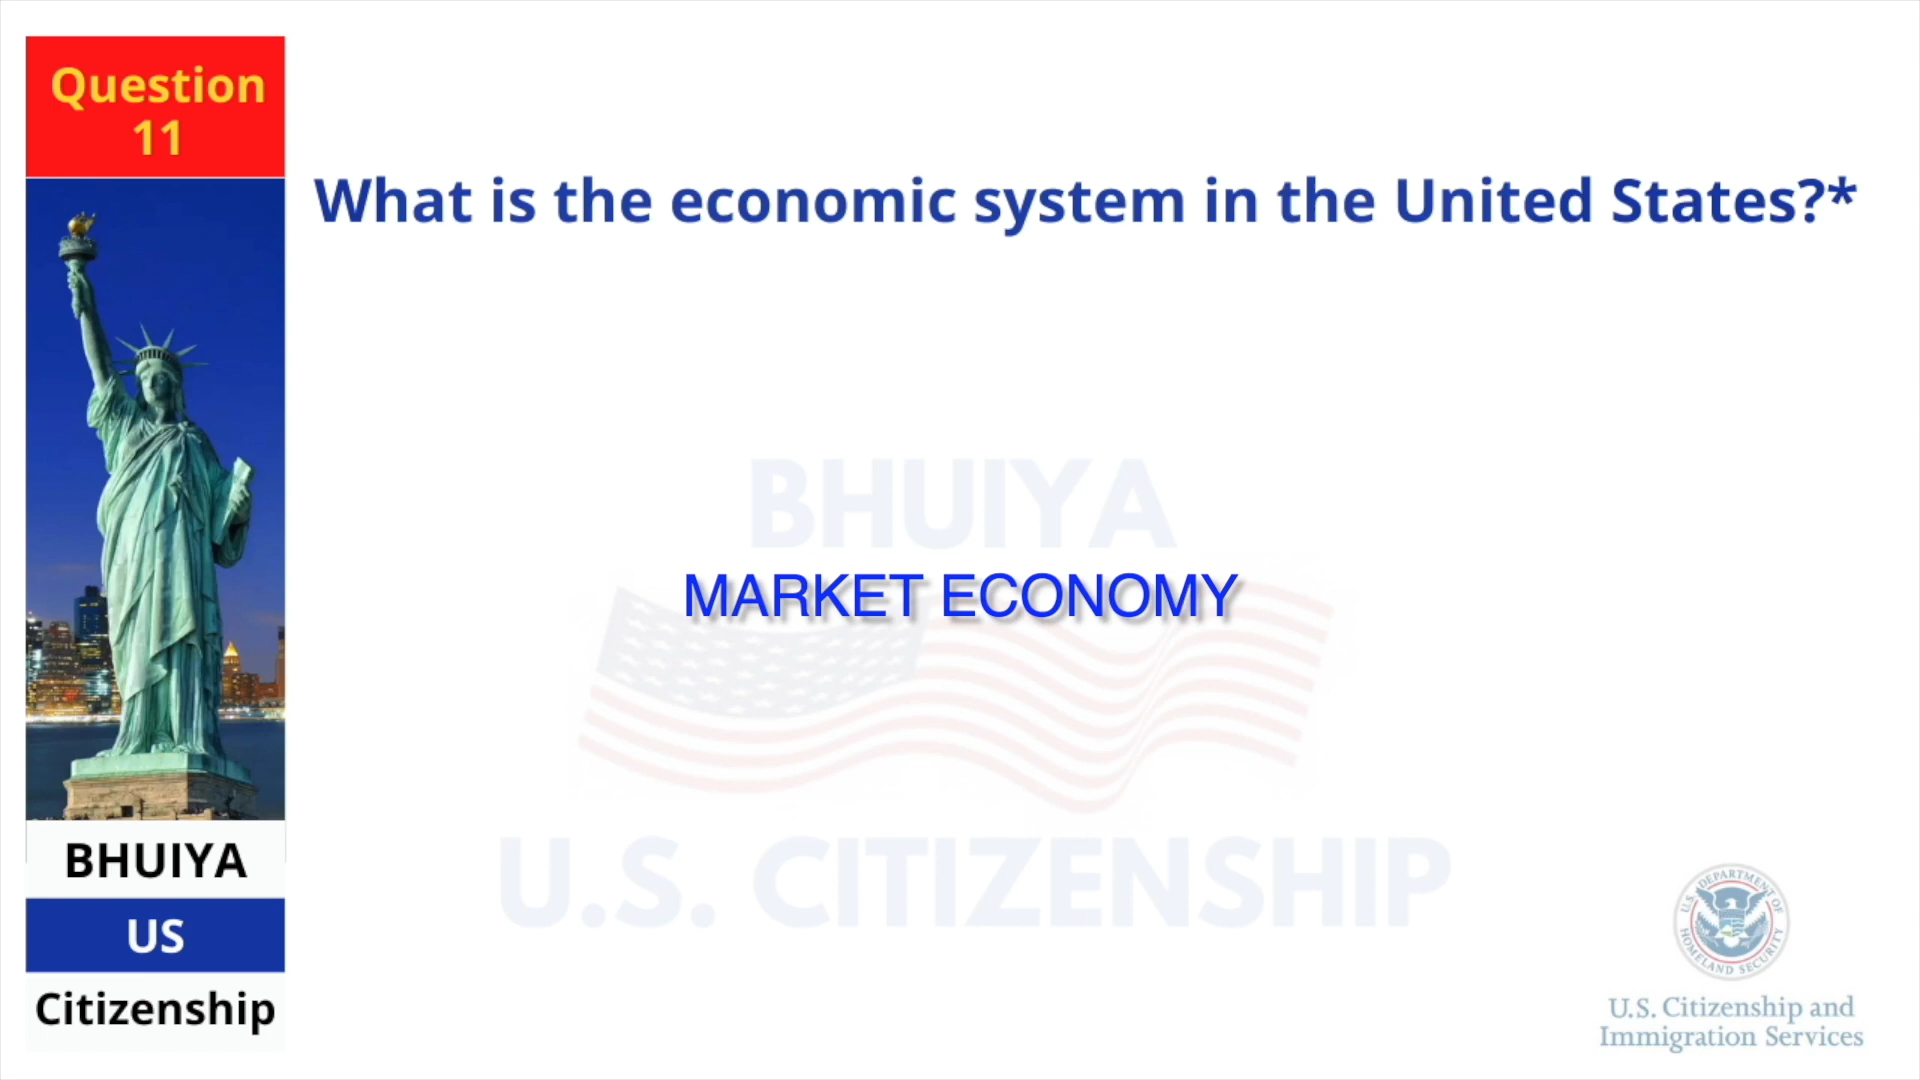 Question
11
What is the economic system in the United States?*
BHUIYA
MARKET ECONOMY
U.S. CITIZENSHIP
BHUIYA
US
Citizenship
U.S. DEPARTMENT OF
HOMELAND SECURITY
U.S. Citizenship and
Immigration Services